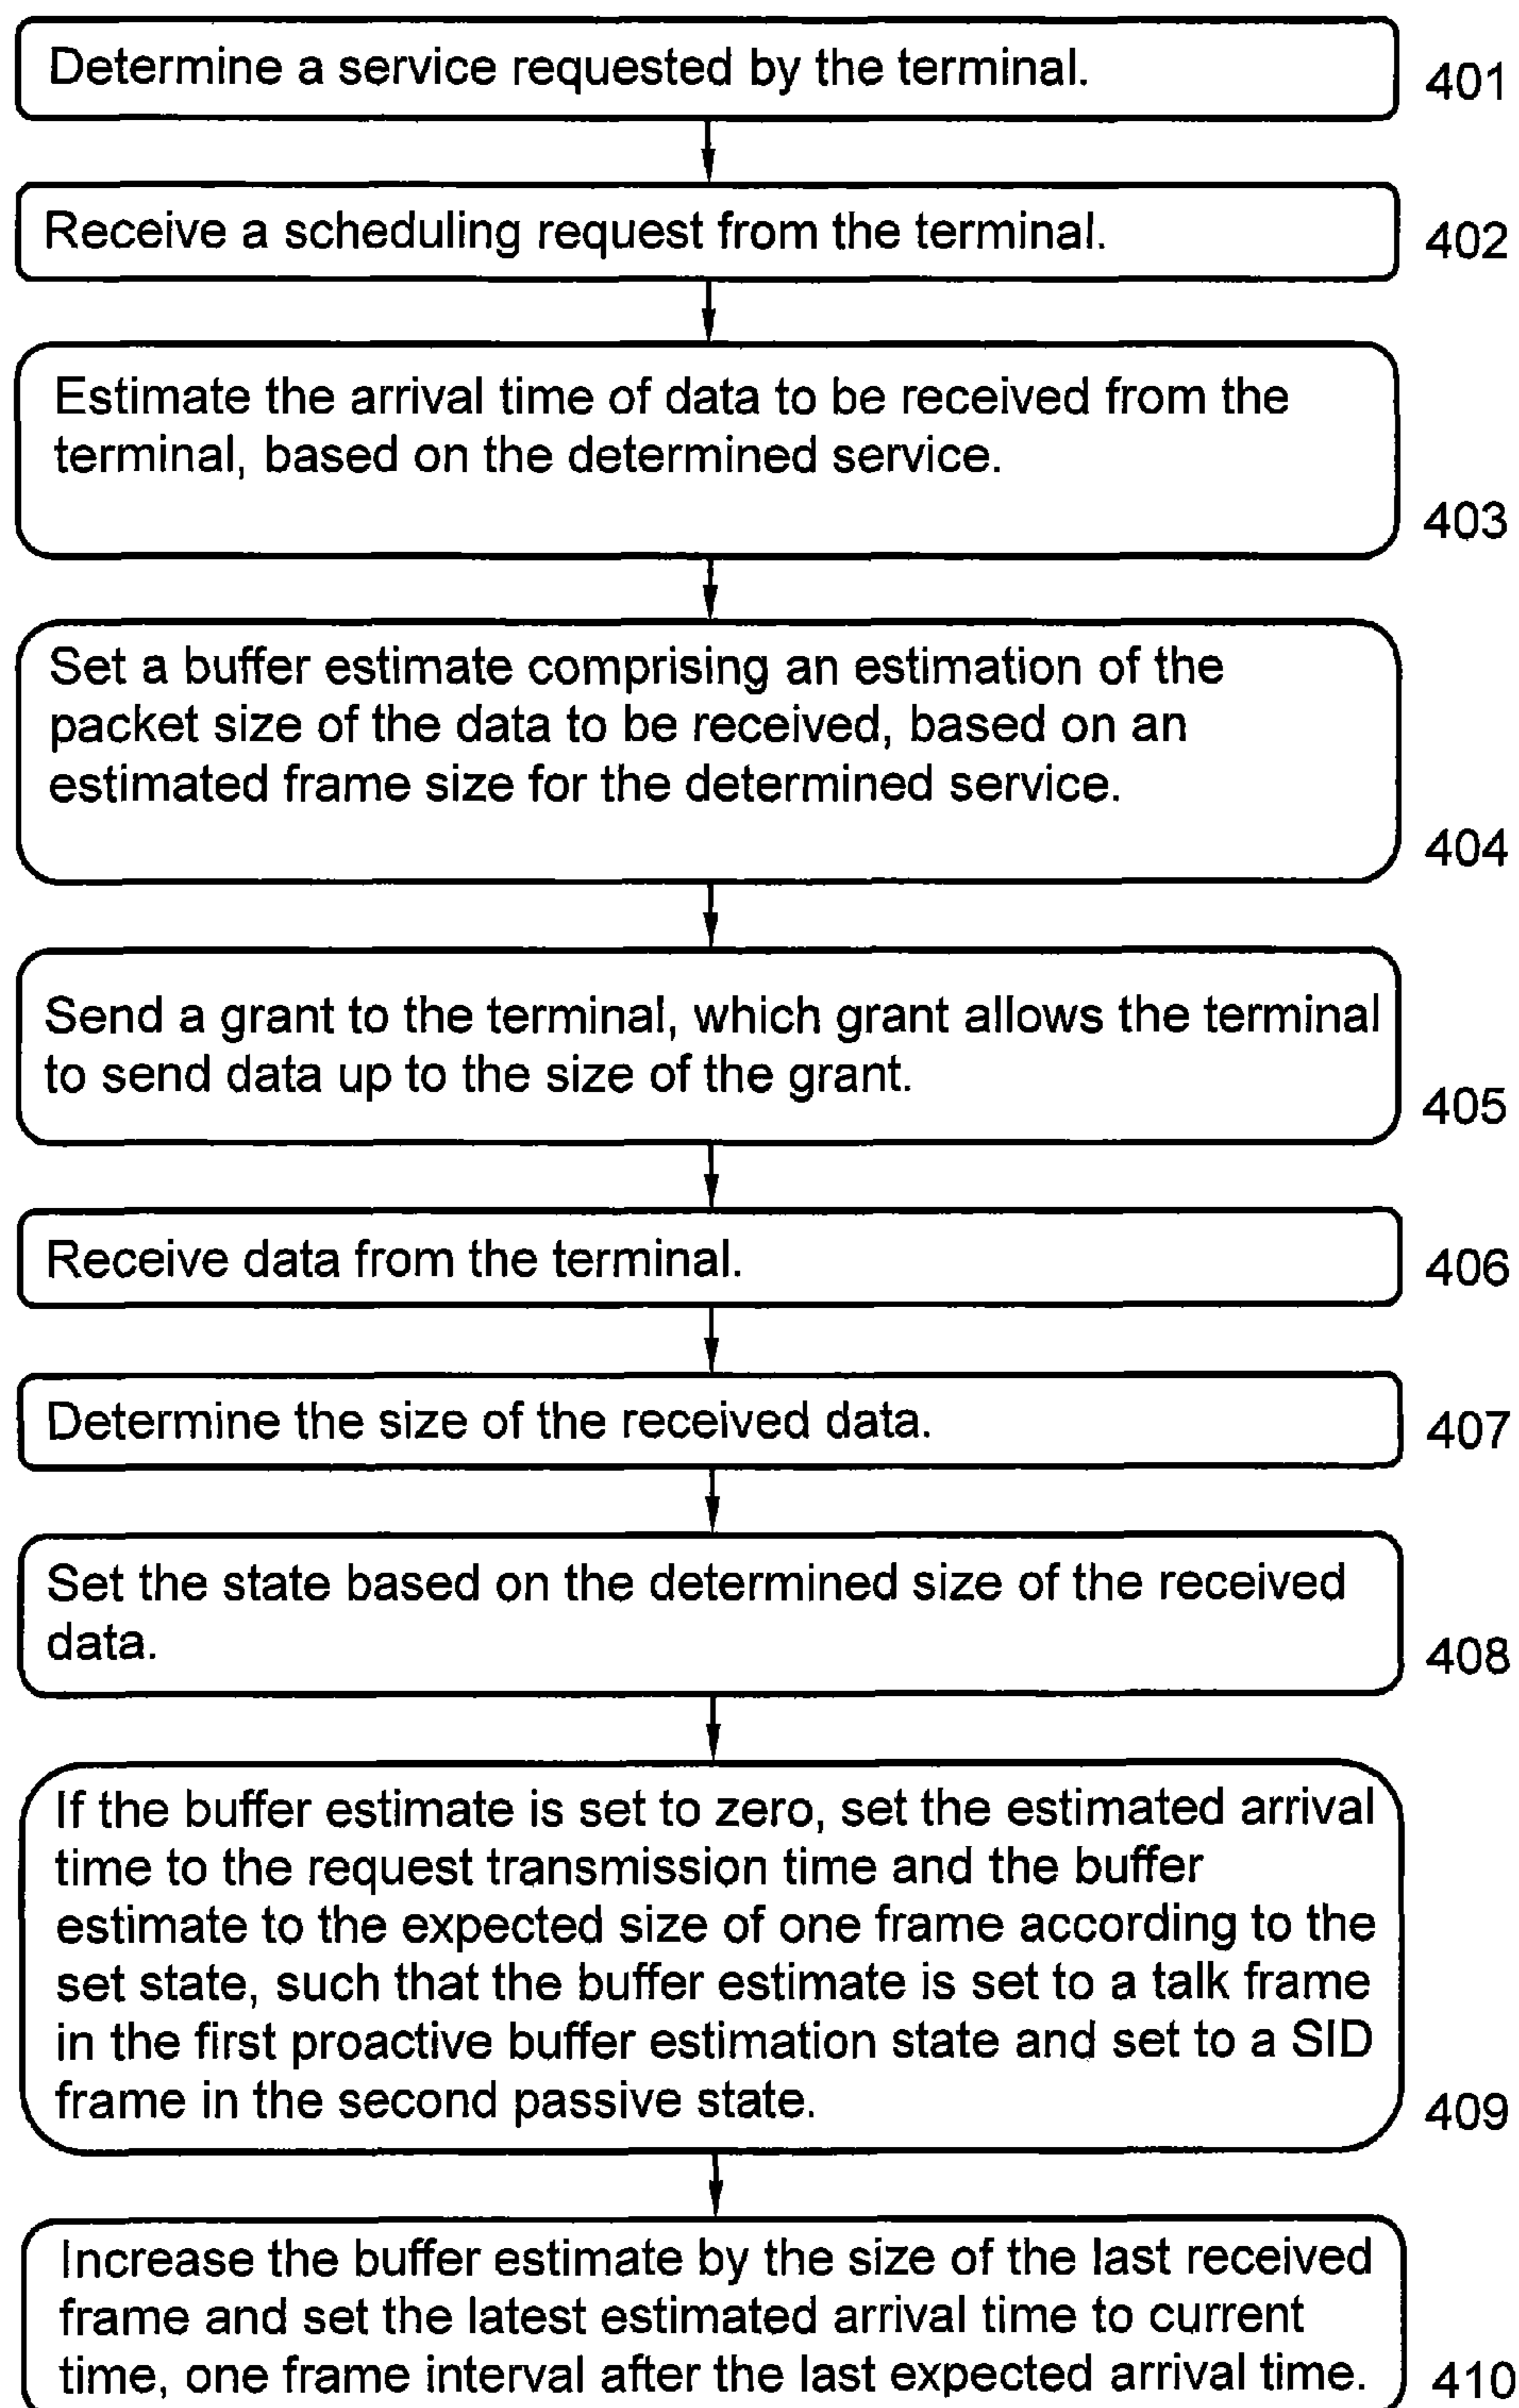 Determine a service requested by the terminal.
401
Receive a scheduling request from the terminal.
402
Estimate the arrival time of data to be received from the
terminal, based on the determined service.
403
Set a buffer estimate comprising an estimation of the
packet size of the data to be received, based on an
estimated frame size for the determined service.
404
Send a grant to the terminal, which grant allows the terminal
to send data up to the size of the grant.
405
Receive data from the terminal.
406
Determine the size of the received data.
407
Set the state based on the determined size of the received
data.
408
If the buffer estimate is set to zero, set the estimated arrival
time to the request transmission time and the buffer
estimate to the expected size of one frame according to the
set state, such that the buffer estimate is set to a talk frame
in the first proactive buffer estimation state and set to a SID
frame in the second passive state.
409
Increase the buffer estimate by the size of the last received
frame and set the latest estimated arrival time to current
time, one frame interval after the last expected arrival time.
410